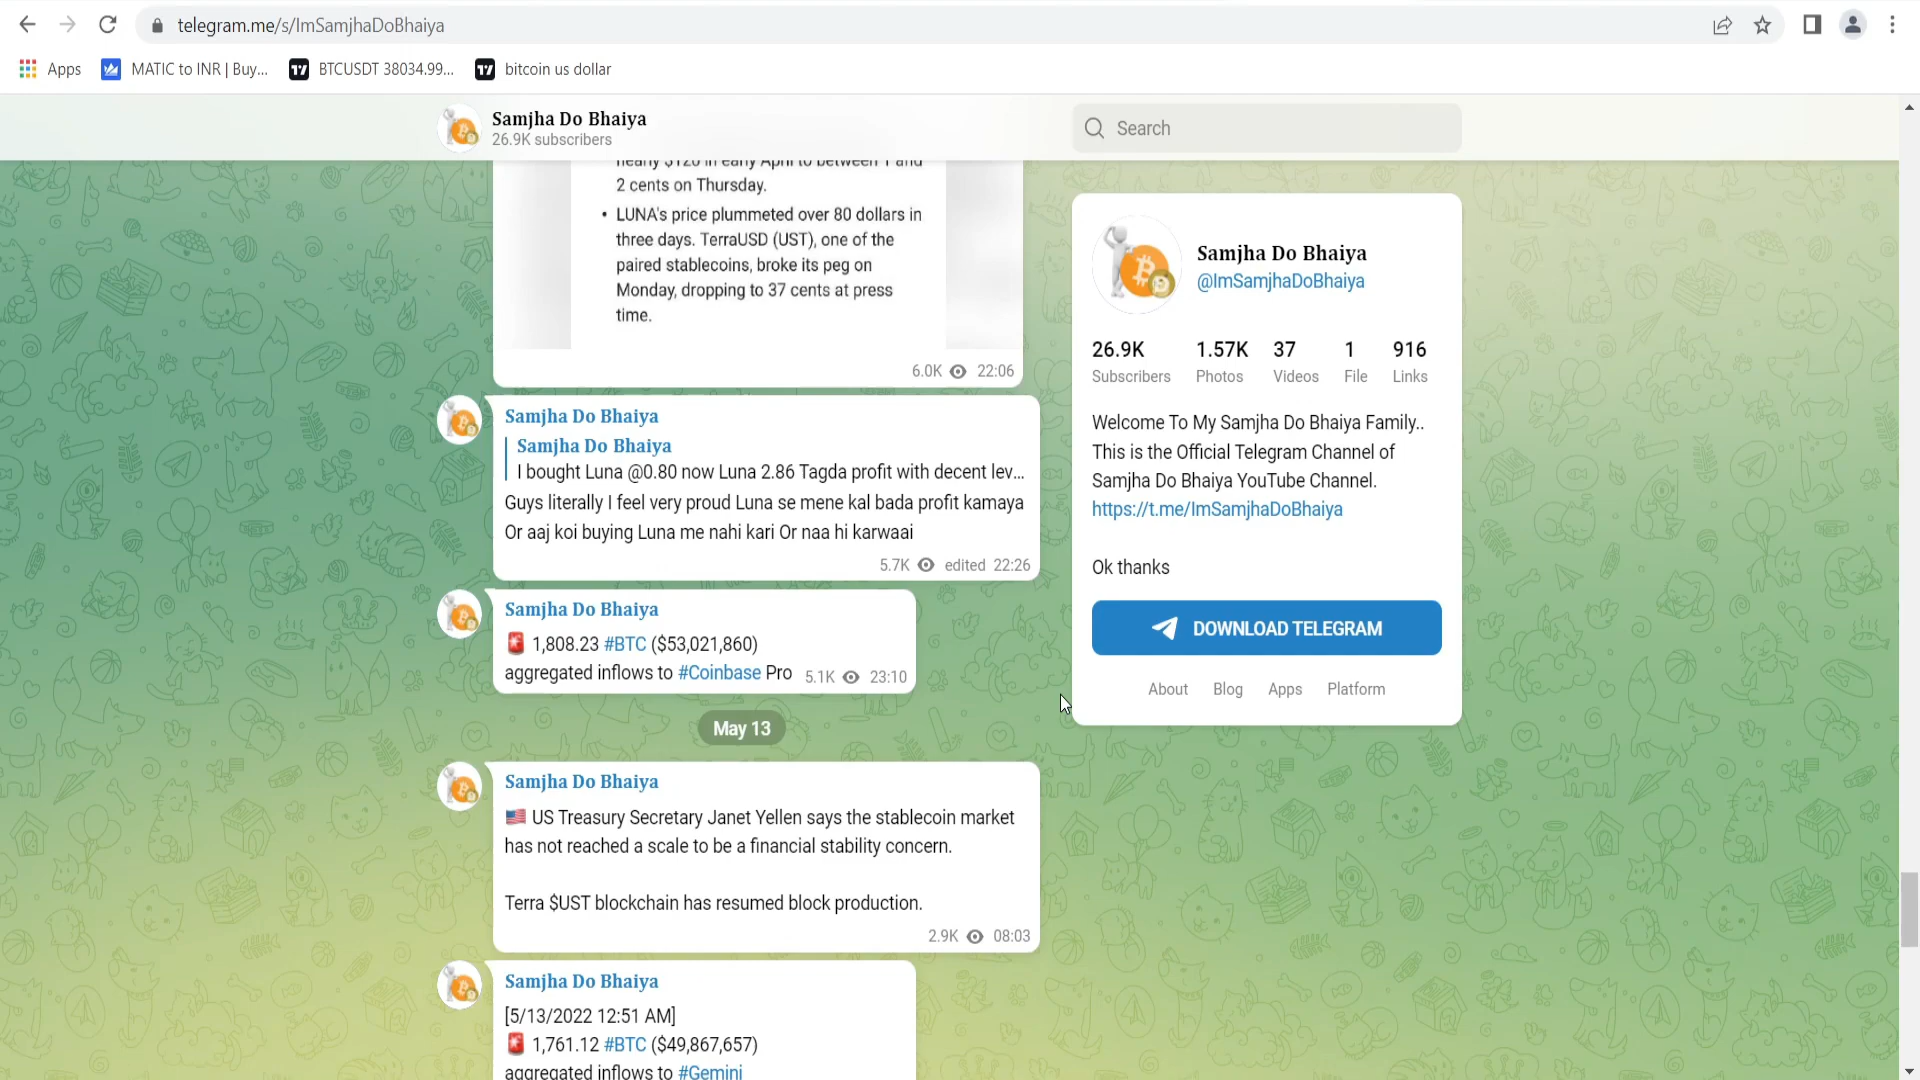 telegram.me/s/ImSamjhaDoBhaiya
Apps
MATIC to INR | Buy...
BTCUSDT 38034.99...
bitcoin us dollar
Samjha Do Bhaiya
26.9K subscribers
Search
nearly $120 in early April to between 1 and
2 cents on Thursday.
• LUNA's price plummeted over 80 dollars in
three days. TerraUSD (UST), one of the
paired stablecoins, broke its peg on
Monday, dropping to 37 cents at press
time.
6.0K 22:06
Samjha Do Bhaiya
Samjha Do Bhaiya
I bought Luna @0.80 now Luna 2.86 Tagda profit with decent lev...
Guys literally I feel very proud Luna se mene kal bada profit kamaya
Or aaj koi buying Luna me nahi kari Or naa hi karwaai
5.7K edited 22:26
Samjha Do Bhaiya
🚨 1,808.23 #BTC ($53,021,860)
aggregated inflows to #Coinbase Pro
5.1K 23:10
May 13
Samjha Do Bhaiya
🇺🇸 US Treasury Secretary Janet Yellen says the stablecoin market
has not reached a scale to be a financial stability concern.
Terra $UST blockchain has resumed block production.
2.9K 08:03
Samjha Do Bhaiya
[5/13/2022 12:51 AM]
🚨 1,761.12 #BTC ($49,867,657)
aggregated inflows to #Gemini
Samjha Do Bhaiya
@ImSamjhaDoBhaiya
26.9K 1.57K 37 1 916
Subscribers Photos Videos File Links
Welcome To My Samjha Do Bhaiya Family..
This is the Official Telegram Channel of
Samjha Do Bhaiya YouTube Channel.
https://t.me/ImSamjhaDoBhaiya
Ok thanks
DOWNLOAD TELEGRAM
About Blog Apps Platform